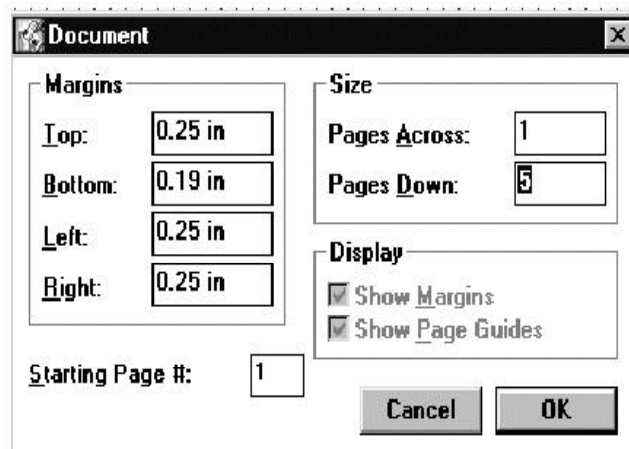 Document
Margins
Top: 0.25 in
Bottom: 0.19 in
Left: 0.25 in
Right: 0.25 in
Size
Pages Across: 1
Pages Down: 5
Display
Show Margins
Show Page Guides
Starting Page #: 1
Cancel OK